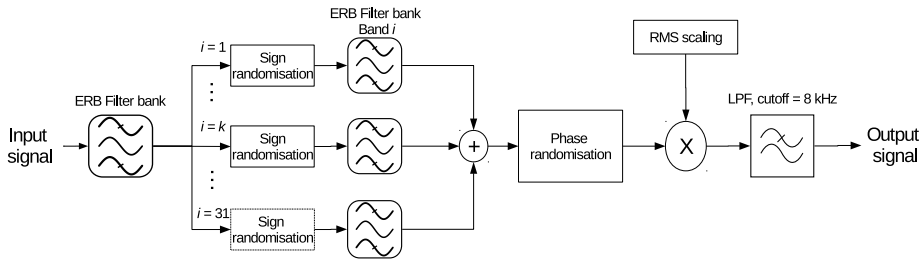 ERB Filter bank
Band i
RMS scaling
i = 1
Sign
randomisation
⋮
ERB Filter bank
LPF, cutoff = 8 kHz
Input
signal
i = k
Sign
randomisation
+
Phase
randomisation
X
Output
signal
⋮
i = 31
Sign
randomisation